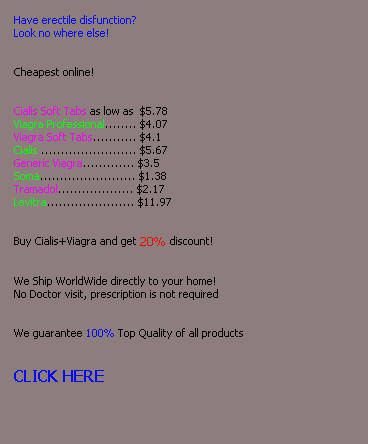 Have erectile disfunction?
Look no where else!
Cheapest online!
Cialis Soft Tabs as low as $5.78
Viagra Professional........ $4.07
Viagra Soft Tabs........... $4.1
Cialis ........................ $5.67
Generic Viagra............. $3.5
Soma........................ $1.38
Tramadol................... $2.17
Levitra...................... $11.97
Buy Cialis+Viagra and get 20% discount!
We Ship WorldWide directly to your home!
No Doctor visit, prescription is not required
We guarantee 100% Top Quality of all products
CLICK HERE